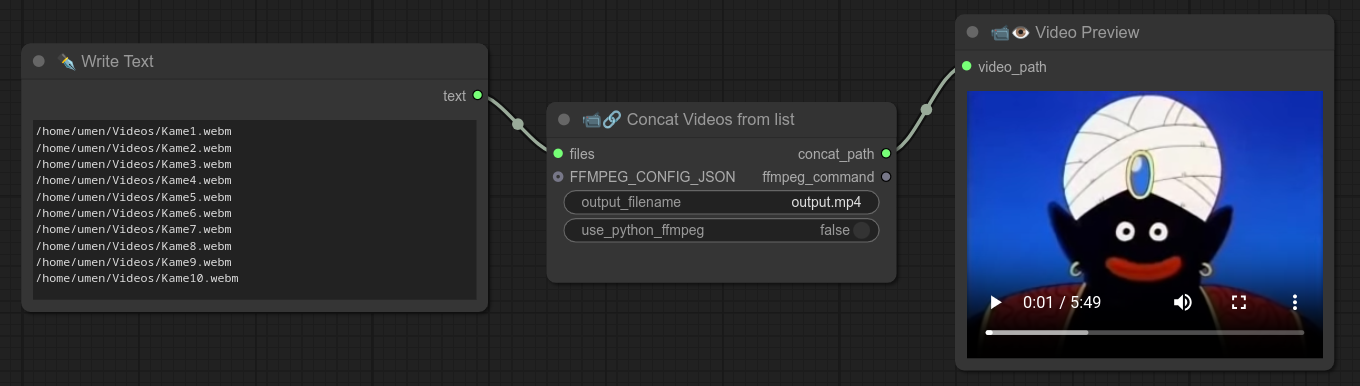 Write Text
text
/home/umen/Videos/Kame1.webm
/home/umen/Videos/Kame2.webm
/home/umen/Videos/Kame3.webm
/home/umen/Videos/Kame4.webm
/home/umen/Videos/Kame5.webm
/home/umen/Videos/Kame6.webm
/home/umen/Videos/Kame7.webm
/home/umen/Videos/Kame8.webm
/home/umen/Videos/Kame9.webm
/home/umen/Videos/Kame10.webm
Concat Videos from list
files concat_path
FFMPEG_CONFIG_JSON ffmpeg_command
output_filename output.mp4
use_python_ffmpeg false
Video Preview
video_path
0:01 / 5:49